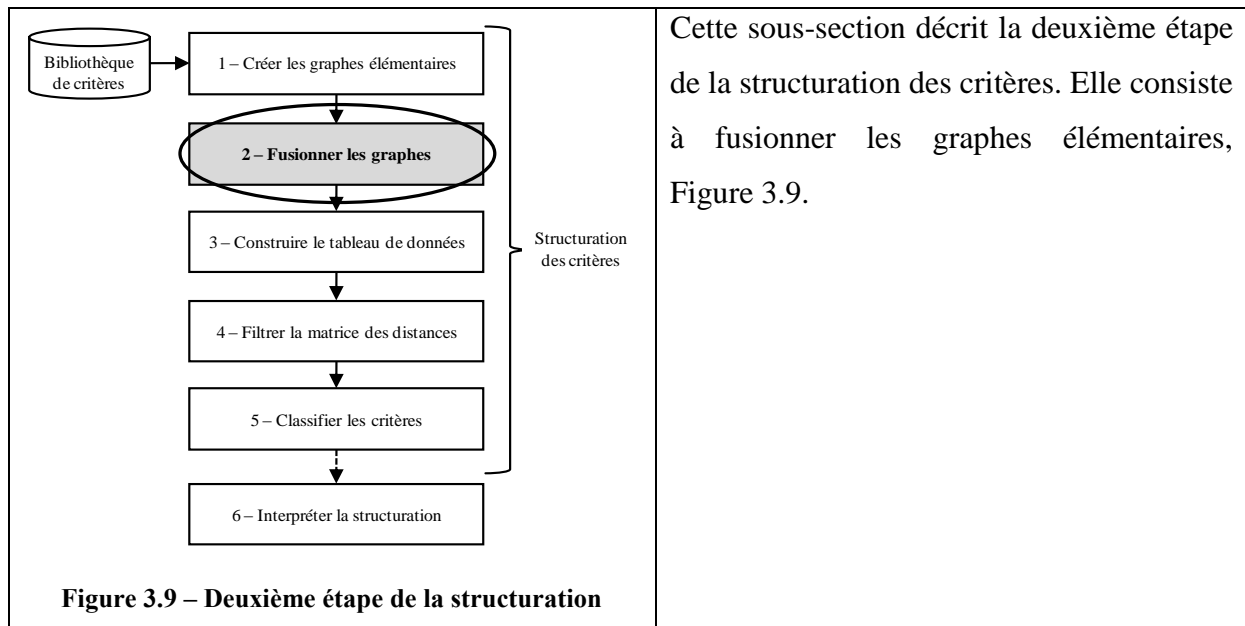 Bibliothèque
de critères
1 – Créer les graphes élémentaires
2 – Fusionner les graphes
3 – Construire le tableau de données
4 – Filtrer la matrice des distances
5 – Classifier les critères
6 – Interpréter la structuration
Structuration
des critères
Figure 3.9 – Deuxième étape de la structuration
Cette sous-section décrit la deuxième étape
de la structuration des critères. Elle consiste
à fusionner les graphes élémentaires,
Figure 3.9.